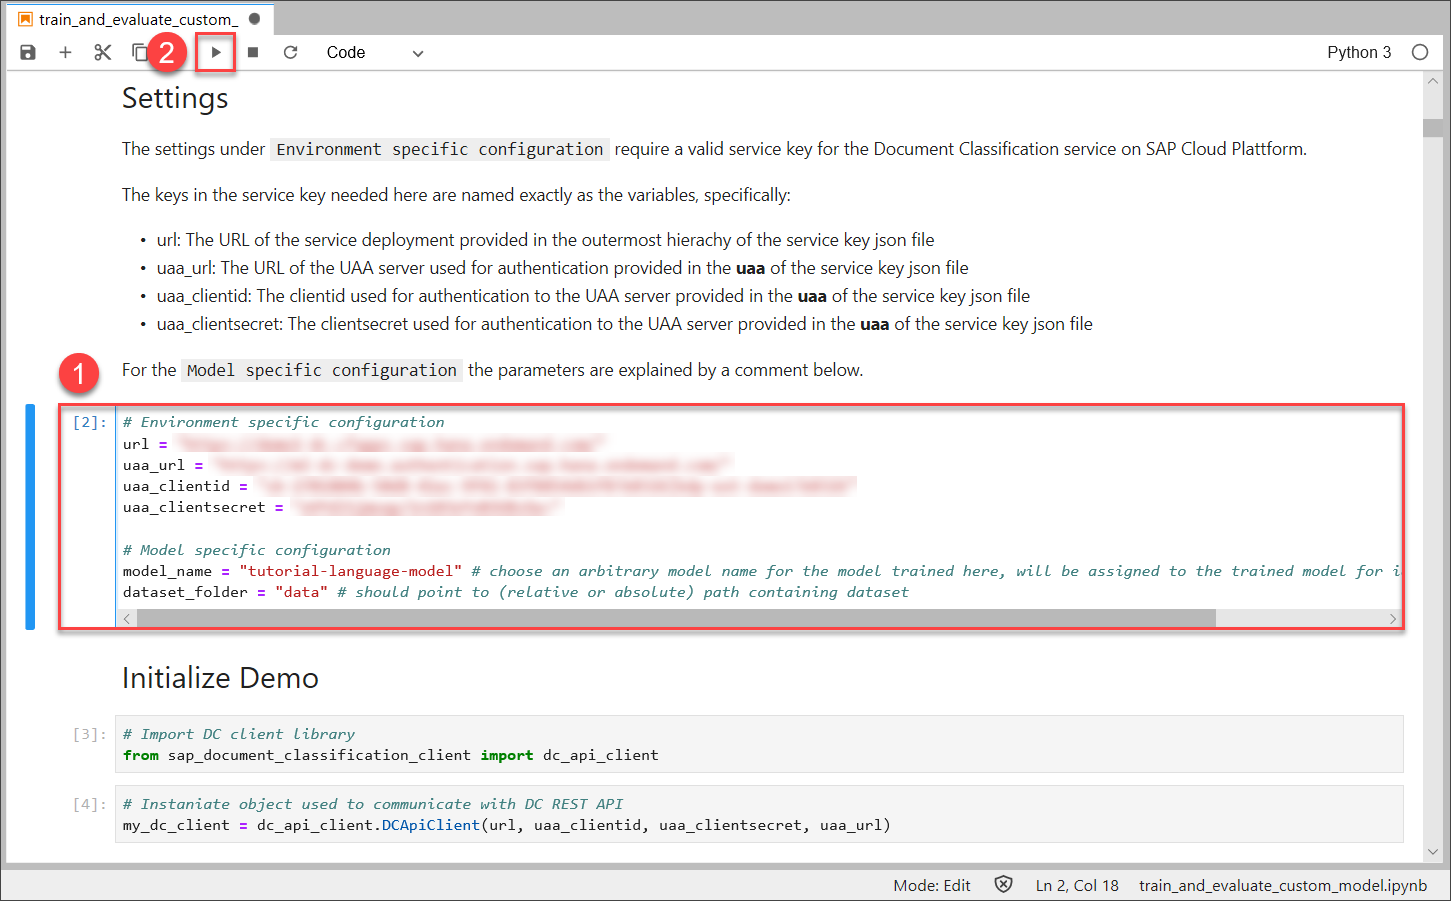 train_and_evaluate_custom_
2
Code
Python 3
Settings
The settings under Environment specific configuration require a valid service key for the Document Classification service on SAP Cloud Plattform.
The keys in the service key needed here are named exactly as the variables, specifically:
• url: The URL of the service deployment provided in the outermost hierachy of the service key json file
• uaa_url: The URL of the UAA server used for authentication provided in the uaa of the service key json file
• uaa_clientid: The clientid used for authentication to the UAA server provided in the uaa of the service key json file
• uaa_clientsecret: The clientsecret used for authentication to the UAA server provided in the uaa of the service key json file
1
For the Model specific configuration the parameters are explained by a comment below.
[2]: # Environment specific configuration
url =
uaa_url =
uaa_clientid =
uaa_clientsecret =
# Model specific configuration
model_name = "tutorial-language-model" # choose an arbitrary model name for the model trained here, will be assigned to the trained model for
dataset_folder = "data" # should point to (relative or absolute) path containing dataset
Initialize Demo
[3]: # Import DC client library
from sap_document_classification_client import dc_api_client
[4]: # Instaniate object used to communicate with DC REST API
my_dc_client = dc_api_client.DCApiClient(url, uaa_clientid, uaa_clientsecret, uaa_url)
Mode: Edit
Ln 2, Col 18
train_and_evaluate_custom_model.ipynb